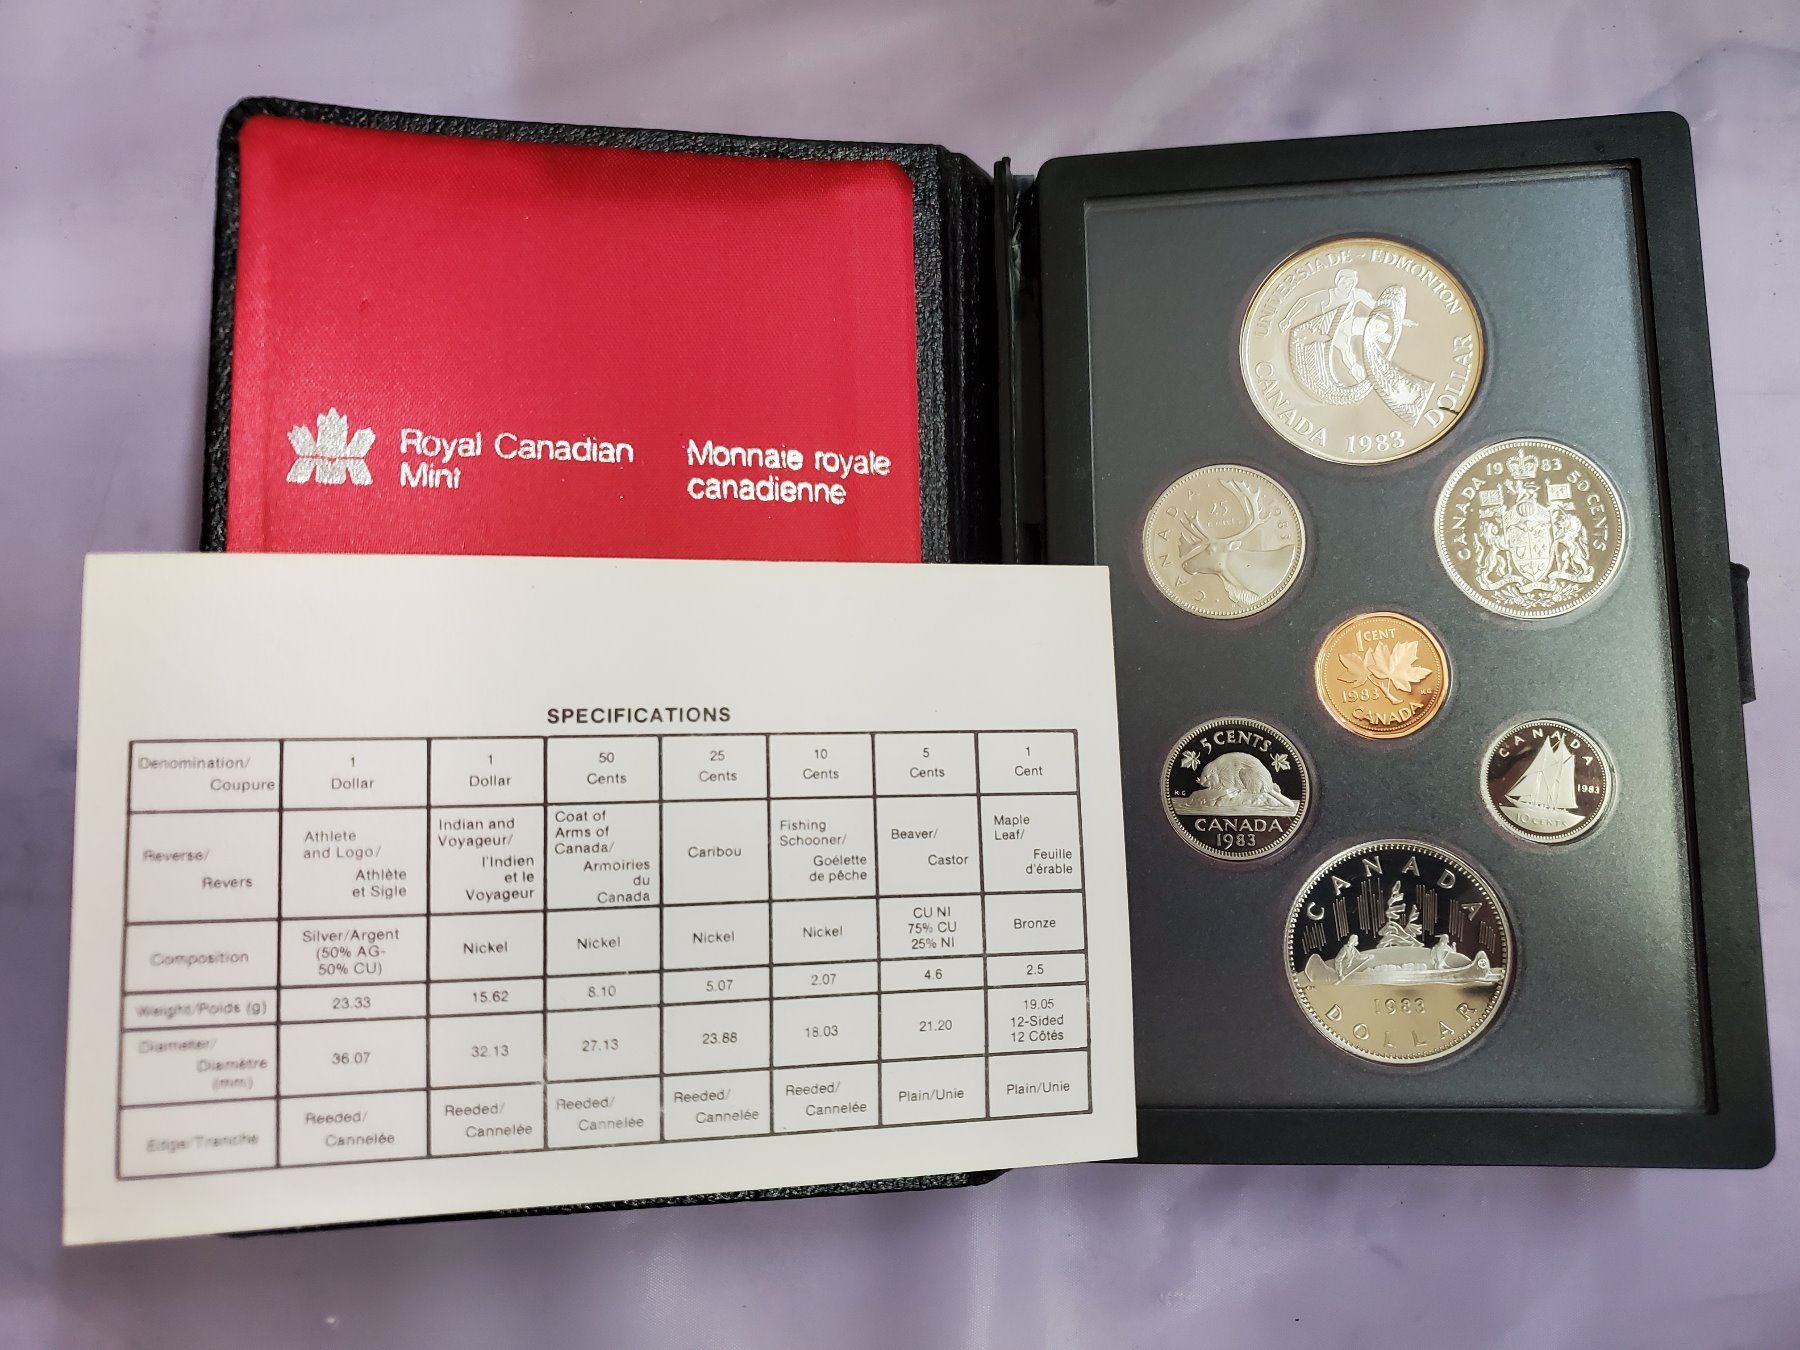 Royal Canadian
Mint
Monnaie royale
canadienne
SPECIFICATIONS
Denomination/
Coupure
1
Dollar
1
Dollar
50
Cents
25
Cents
10
Cents
5
Cents
1
Cent
Reverse/
Revers
Athlete
and Logo/
Athlète
et Sigle
Indian and
Voyageur/
l'Indien
et le
Voyageur
Coat of
Arms of
Canada/
Armoiries
du
Canada
Caribou
Fishing
Schooner/
Goélette
de pêche
Beaver/
Castor
Maple
Leaf/
Feuille
d'érable
Composition
Silver/Argent
(50% AG-
50% CU)
Nickel
Nickel
Nickel
Nickel
CU NI
75% CU
25% NI
Bronze
Weight/Poids (g)
23.33
15.62
8.10
5.07
2.07
4.6
2.5
Diameter/
Diamètre
(mm)
36.07
32.13
27.13
23.88
18.03
21.20
19.05
12-Sided
12 Côtés
Edge/Tranche
Reeded/
Cannelée
Reeded/
Cannelée
Reeded/
Cannelée
Reeded/
Cannelée
Reeded/
Cannelée
Plain/Unie
Plain/Unie
UNIVERSIADE - EDMONTON
CANADA 1983 DOLLAR
CANADA
25
CENTS
1983
1983
CANADA
50 CENTS
1 CENT
1983
KG
CANADA
5 CENTS
KG
CANADA
1983
CANADA
1983
10 CENTS
CANADA
1983
DOLLAR